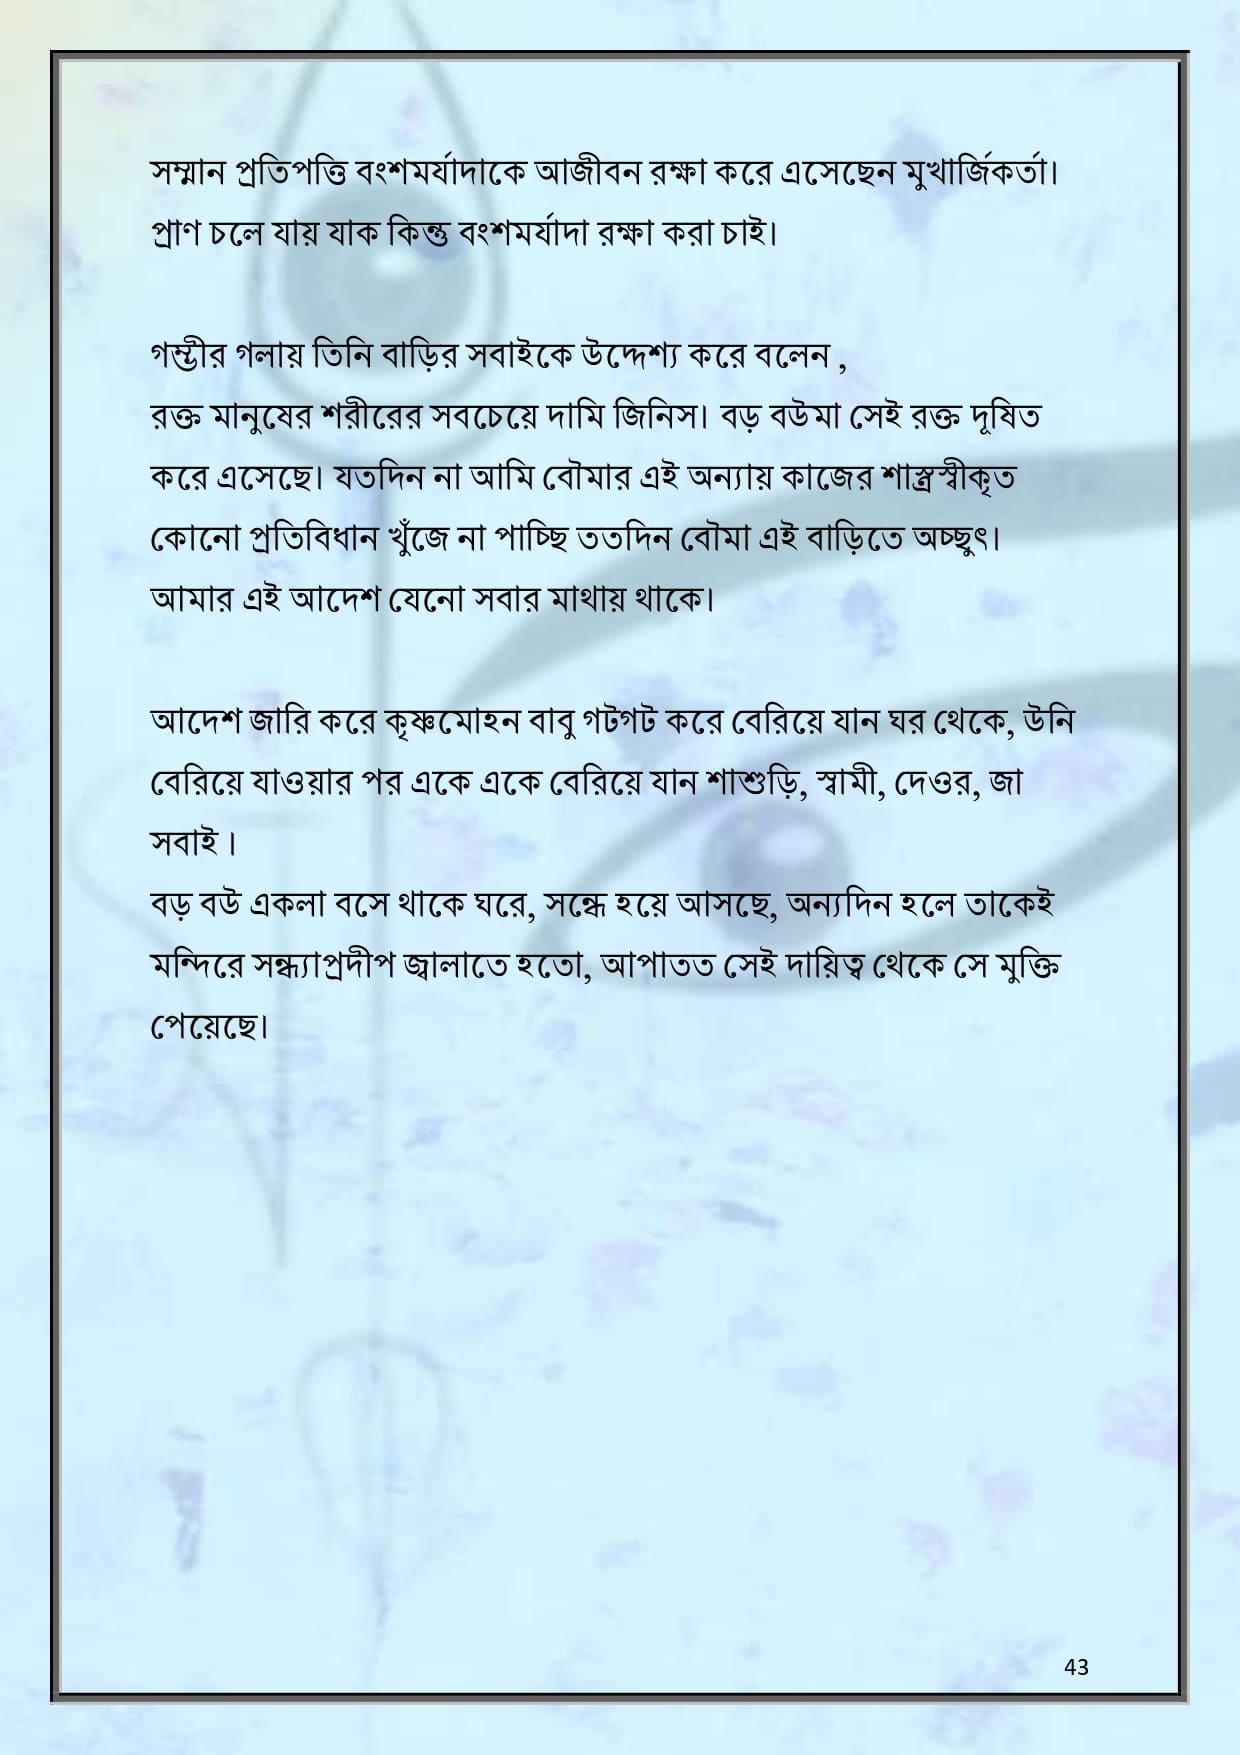 সম্মান প্রতিপত্তি বংশমর্যাদাকে আজীবন রক্ষা করে এসেছেন মুখার্জিকর্তা।
প্রাণ চলে যায় যাক কিন্তু বংশমর্যাদা রক্ষা করা চাই।
গম্ভীর গলায় তিনি বাড়ির সবাইকে উদ্দেশ্য করে বলেন ,
রক্ত মানুষের শরীরের সবচেয়ে দামি জিনিস। বড় বউমা সেই রক্ত দূষিত
করে এসেছে। যতদিন না আমি বৌমার এই অন্যায় কাজের শাস্ত্রস্বীকৃত
কোনো প্রতিবিধান খুঁজে না পাচ্ছি ততদিন বৌমা এই বাড়িতে অচ্ছুৎ।
আমার এই আদেশ যেনো সবার মাথায় থাকে।
আদেশ জারি করে কৃষ্ণমোহন বাবু গটগট করে বেরিয়ে যান ঘর থেকে, উনি
বেরিয়ে যাওয়ার পর একে একে বেরিয়ে যান শাশুড়ি, স্বামী, দেওর, জা
সবাই ।
বড় বউ একলা বসে থাকে ঘরে, সন্ধে হয়ে আসছে, অন্যদিন হলে তাকেই
মন্দিরে সন্ধ্যাপ্রদীপ জ্বালাতে হতো, আপাতত সেই দায়িত্ব থেকে সে মুক্তি
পেয়েছে।
43